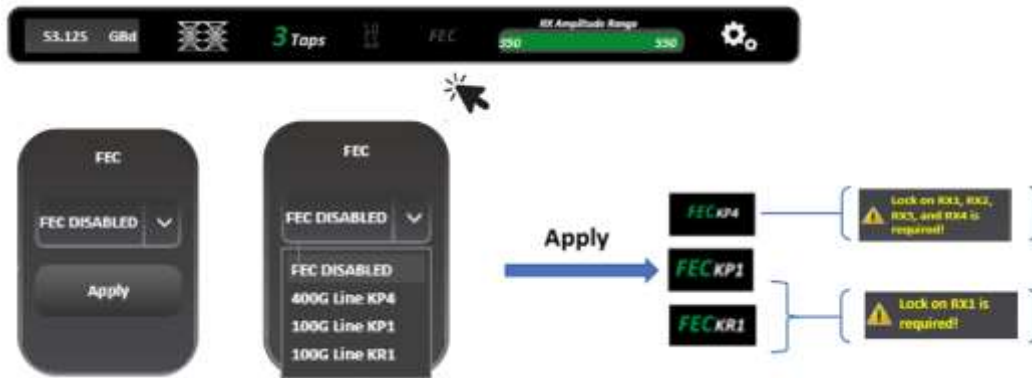 53.125 GBd
3 Taps
FEC
RX Amplitude Range
350
550
FEC
FEC DISABLED
Apply
FEC
FEC DISABLED
FEC DISABLED
400G Line KP4
100G Line KP1
100G Line KR1
Apply
FEC KP4
FEC KP1
FEC KR1
Lock on RX1, RX2,
RX3, and RX4 is
required!
Lock on RX1 is
required!